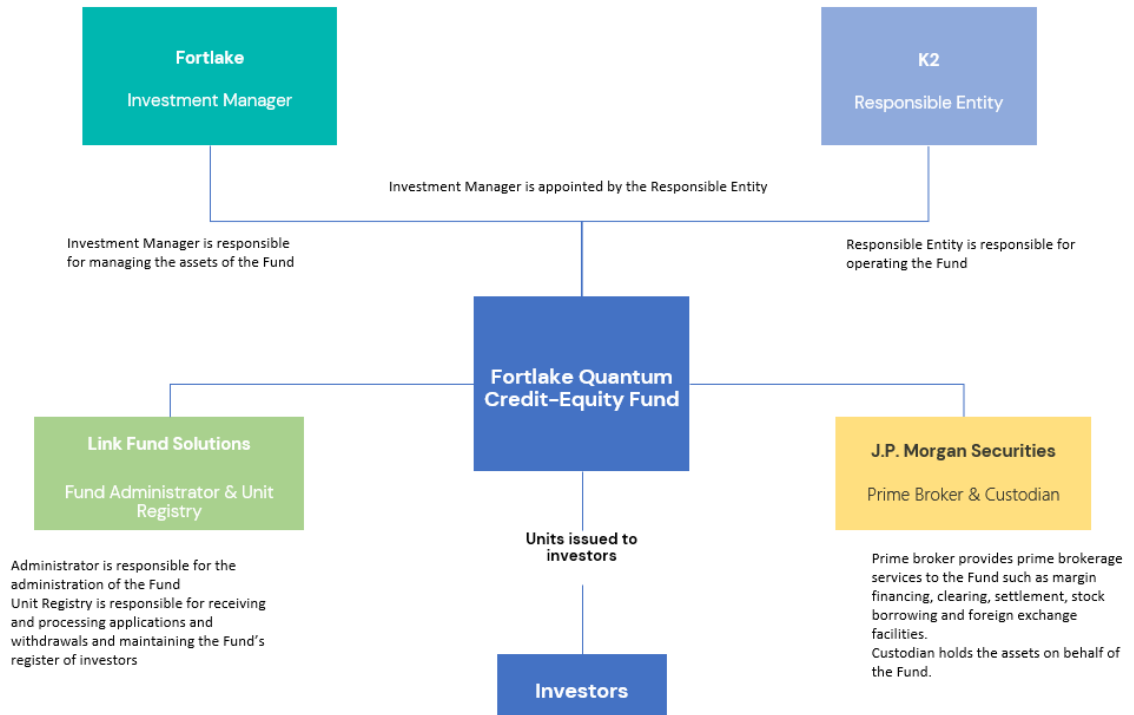 Fortlake
Investment Manager
K2
Responsible Entity
Investment Manager is appointed by the Responsible Entity
Investment Manager is responsible
for managing the assets of the Fund
Responsible Entity is responsible for
operating the Fund
Fortlake Quantum
Credit-Equity Fund
Link Fund Solutions
Fund Administrator & Unit
Registry
J.P. Morgan Securities
Prime Broker & Custodian
Administrator is responsible for the
administration of the Fund
Unit Registry is responsible for receiving
and processing applications and
withdrawals and maintaining the Fund’s
register of investors
Units issued to
investors
Prime broker provides prime brokerage
services to the Fund such as margin
financing, clearing, settlement, stock
borrowing and foreign exchange
facilities.
Custodian holds the assets on behalf of
the Fund.
Investors